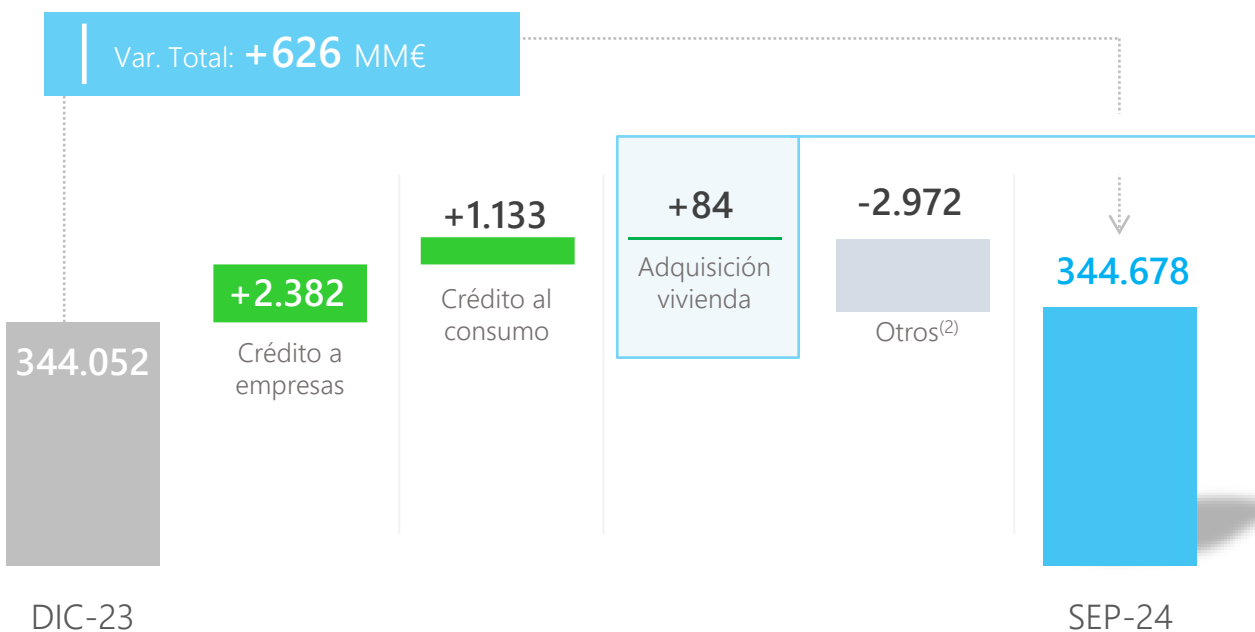 Var. Total: +626 MM€
+2.382
Crédito a
empresas
+1.133
Crédito al
consumo
+84
Adquisición
vivienda
-2.972
Otros(2)
344.052
DIC-23
344.678
SEP-24